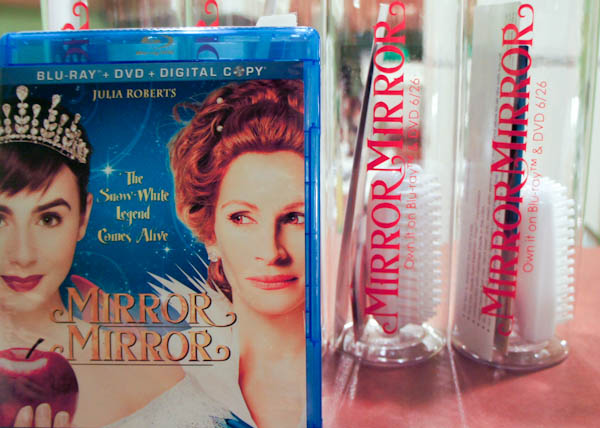 BLU-RAY + DVD + DIGITAL COPY
JULIA ROBERTS
The
Snow White
Legend
Comes Alive
MIRROR
MIRROR
MIRROR MIRROR
Own it on Blu-ray™ & DVD 6/26
MIRROR MIRROR
Own it on Blu-ray™ & DVD 6/26